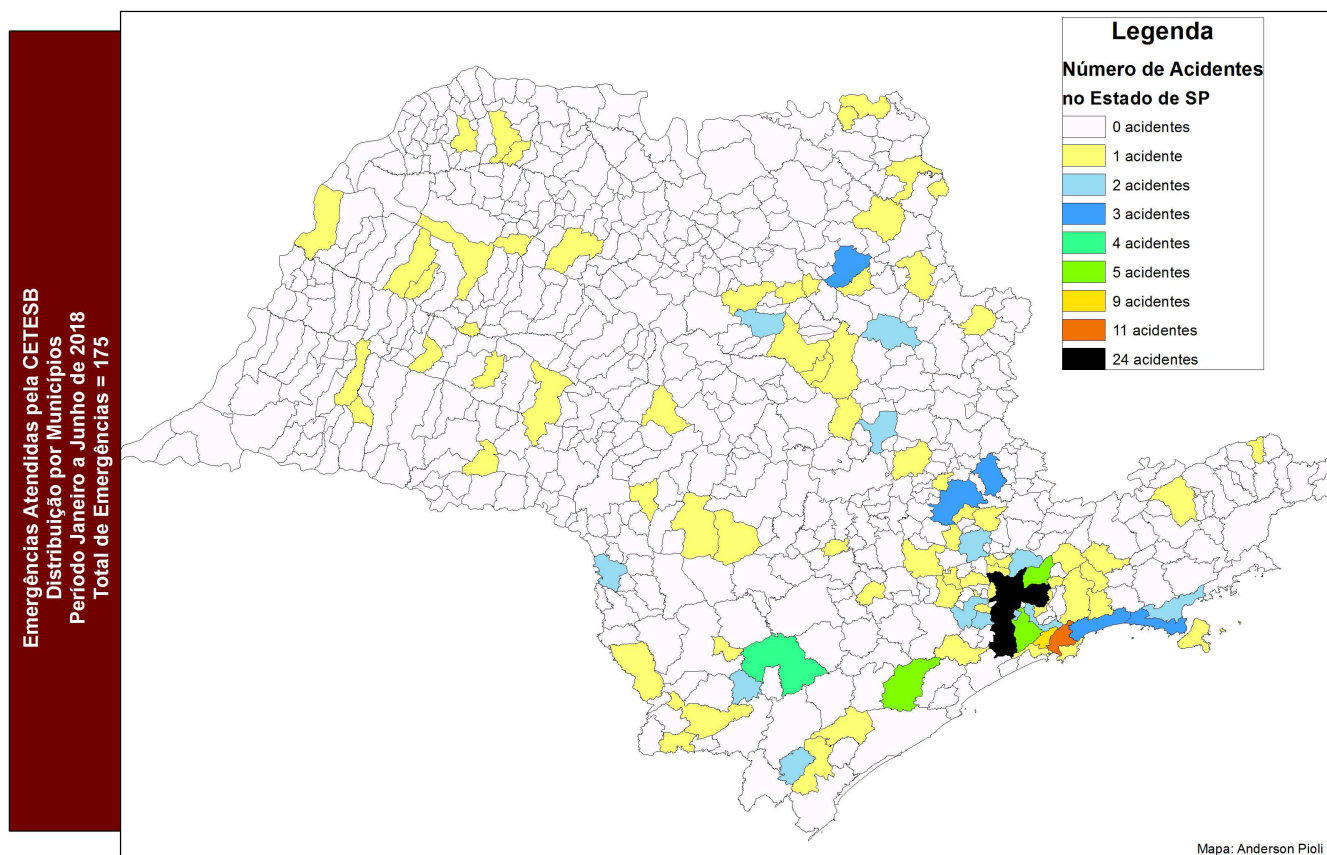 Emergências Atendidas pela CETESB
Distribuição por Municípios
Período Janeiro a Junho de 2018
Total de Emergências = 175
Legenda
Número de Acidentes
no Estado de SP
0 acidentes
1 acidente
2 acidentes
3 acidentes
4 acidentes
5 acidentes
9 acidentes
11 acidentes
24 acidentes
Mapa: Anderson Pioli